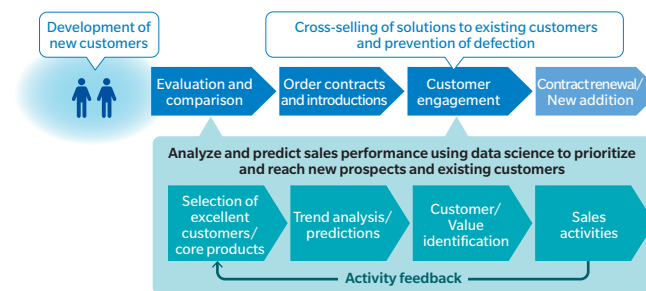 Development of
new customers
Cross-selling of solutions to existing customers
and prevention of defection
Evaluation and
comparison
Order contracts
and introductions
Customer
engagement
Contract renewal/
New addition
Analyze and predict sales performance using data science to prioritize
and reach new prospects and existing customers
Selection of
excellent
customers/
core products
Trend analysis/
predictions
Customer/
Value
identification
Sales
activities
Activity feedback